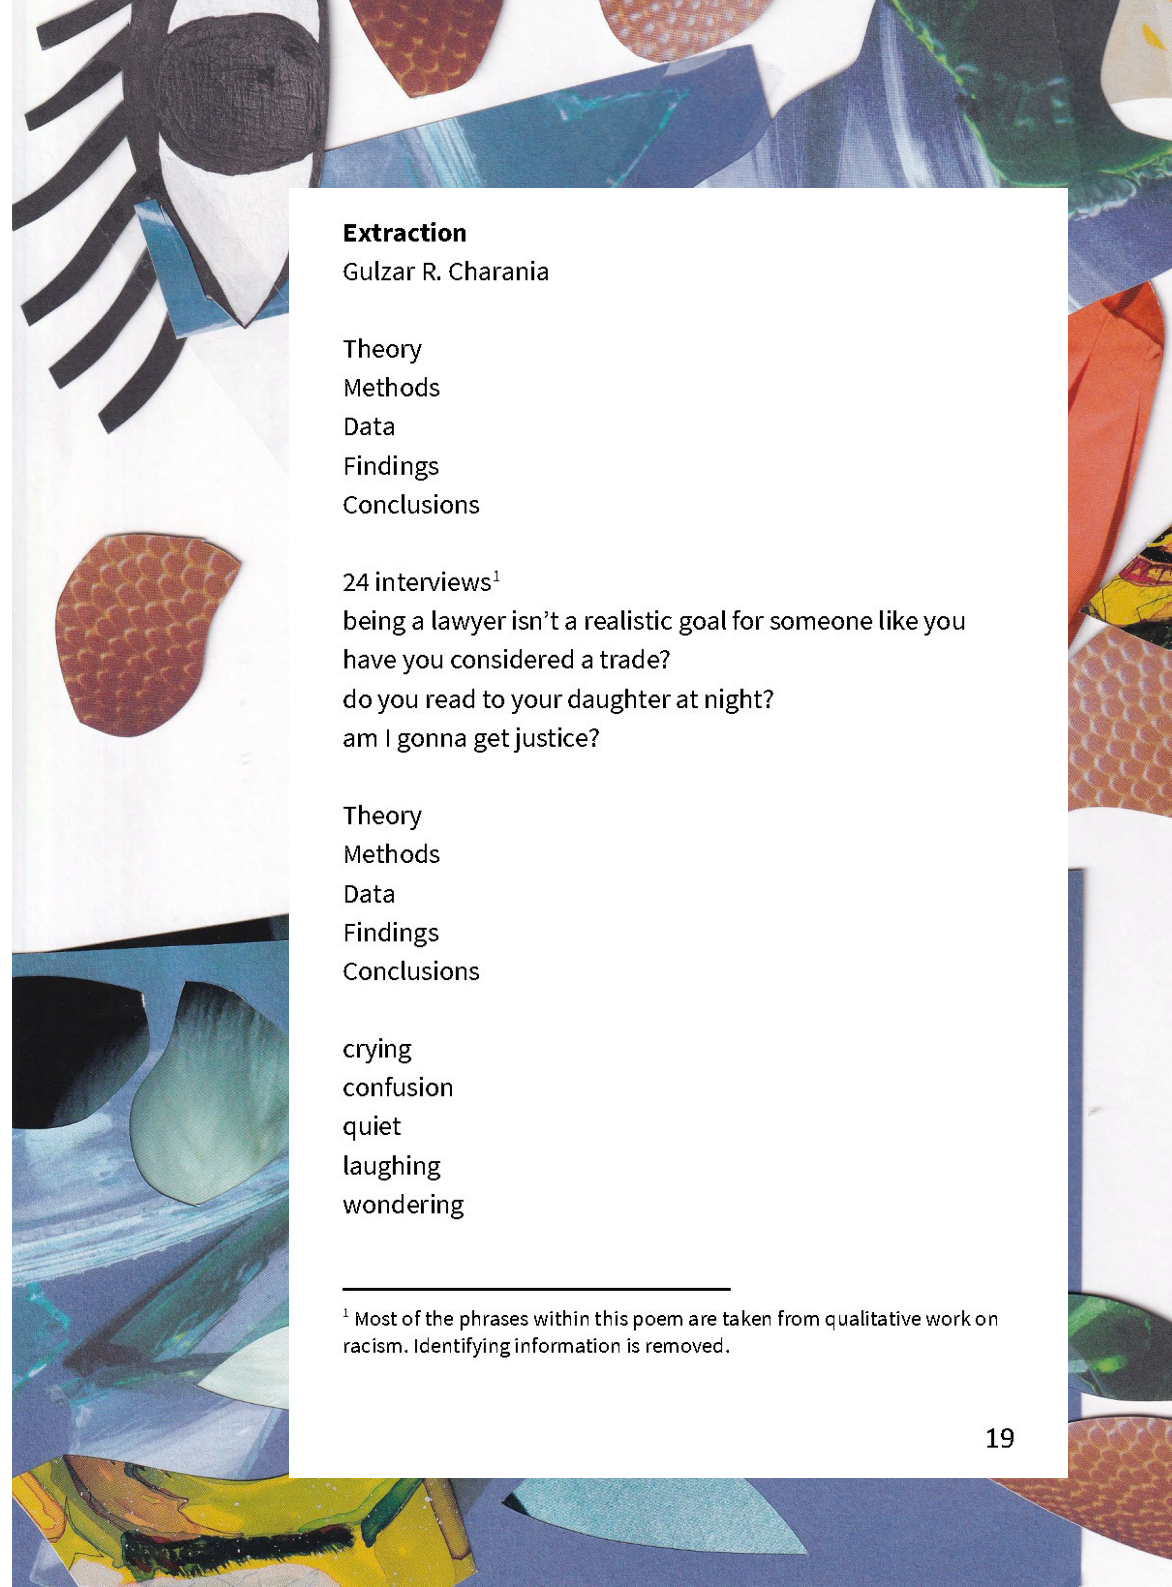 Extraction
Gulzar R. Charania
Theory
Methods
Data
Findings
Conclusions
24 interviews¹
being a lawyer isn’t a realistic goal for someone like you
have you considered a trade?
do you read to your daughter at night?
am I gonna get justice?
Theory
Methods
Data
Findings
Conclusions
crying
confusion
quiet
laughing
wondering
¹ Most of the phrases within this poem are taken from qualitative work on
racism. Identifying information is removed.
19